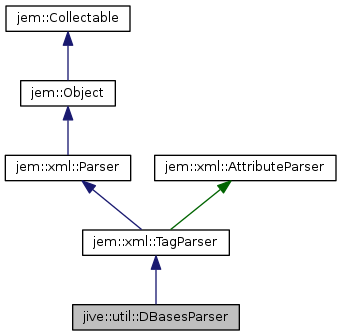 jem::Collectable
jem::Object
jem::xml::Parser
jem::xml::AttributeParser
jem::xml::TagParser
jive::util::DBasesParser